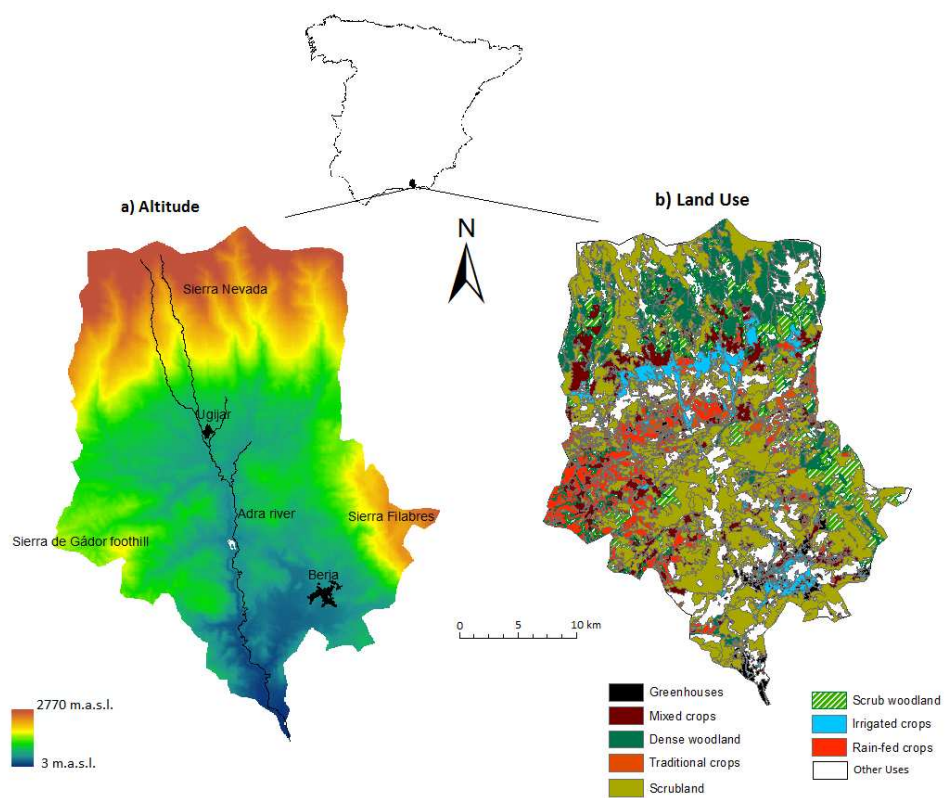 a) Altitude
b) Land Use
N
Sierra Nevada
Ugijar
Adra river
Sierra Filabres
Sierra de Gádor foothill
Berja
0 5 10 km
2770 m.a.s.l.
3 m.a.s.l.
Greenhouses
Mixed crops
Dense woodland
Traditional crops
Scrubland
Scrub woodland
Irrigated crops
Rain-fed crops
Other Uses